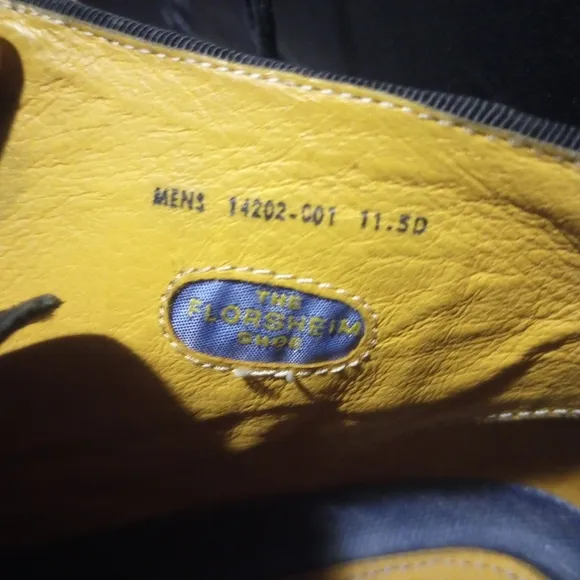 MENS 14202-001 11.5D
THE
FLORSHEIM
SHOE